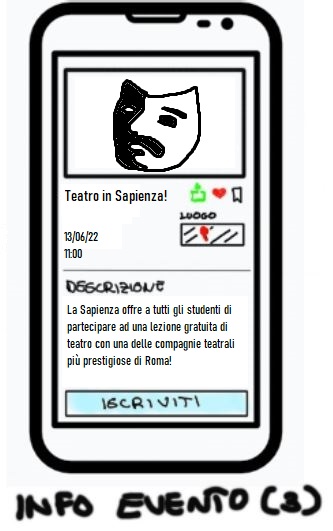 Teatro in Sapienza!
LUOGO
13/06/22
11:00
DESCRIZIONE
La Sapienza offre a tutti gli studenti di
partecipare ad una lezione gratuita di
teatro con una delle compagnie teatrali
più prestigiose di Roma!
ISCRIVITI
INFO EVENTO (3)